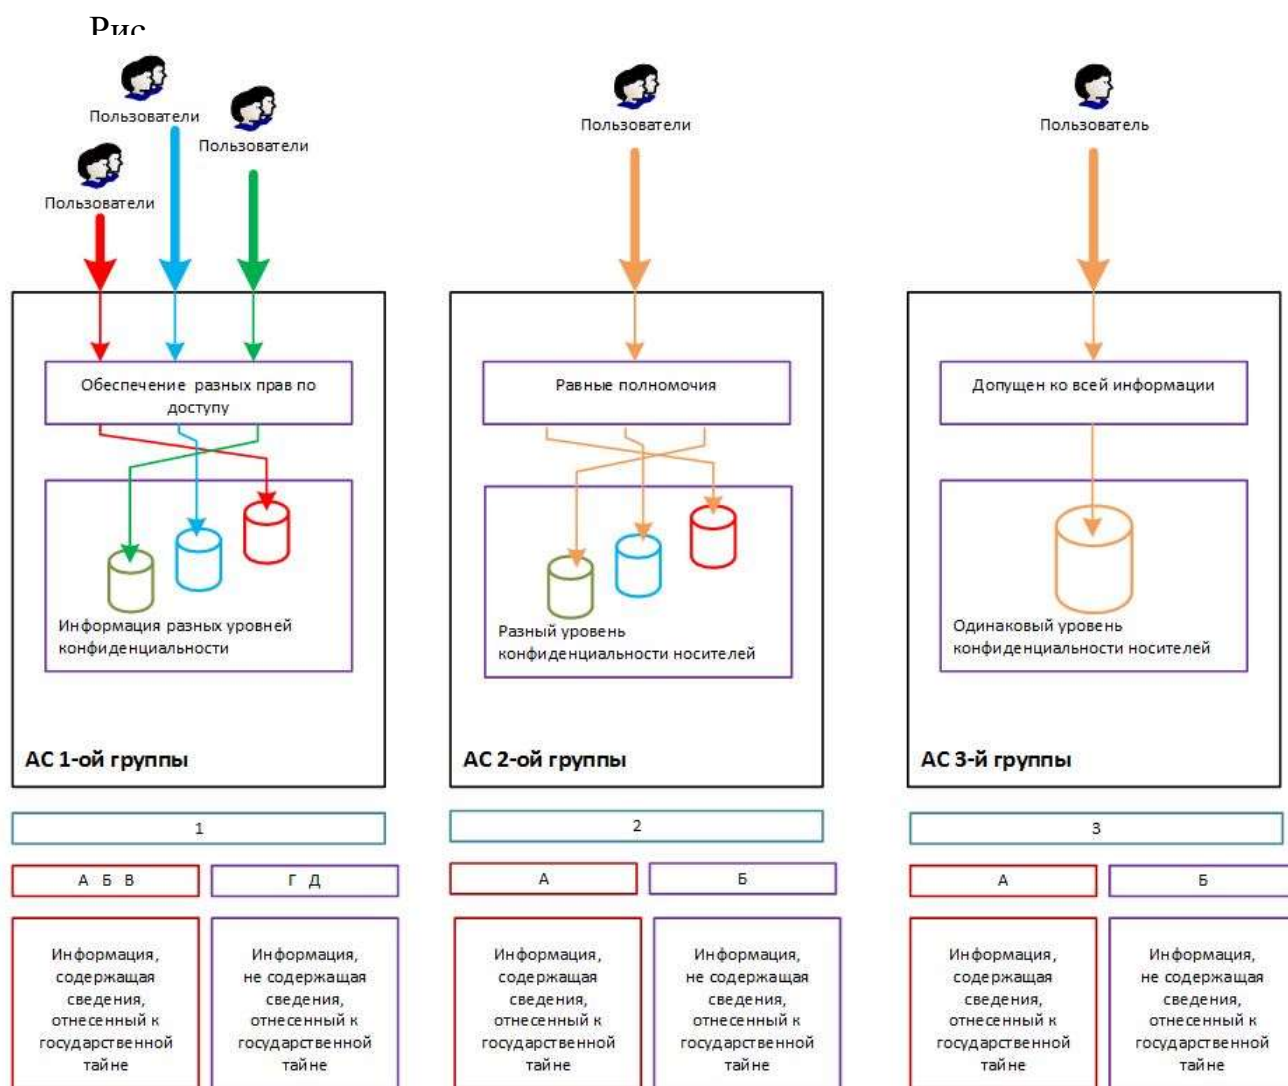 Рис
Пользователи
Пользователи
Пользователи
Обеспечение разных прав по
доступу
Информация разных уровней
конфиденциальности
АС 1-ой группы
1
А Б В
Г Д
Информация,
содержащая
сведения,
отнесенный к
государственной
тайне
Информация,
не содержащая
сведения,
отнесенный к
государственной
тайне
Пользователи
Равные полномочия
Разный уровень
конфиденциальности носителей
АС 2-ой группы
2
А
Б
Информация,
содержащая
сведения,
отнесенный к
государственной
тайне
Информация,
не содержащая
сведения,
отнесенный к
государственной
тайне
Пользователь
Допущен ко всей информации
Одинаковый уровень
конфиденциальности носителей
АС 3-й группы
3
А
Б
Информация,
содержащая
сведения,
отнесенный к
государственной
тайне
Информация,
не содержащая
сведения,
отнесенный к
государственной
тайне